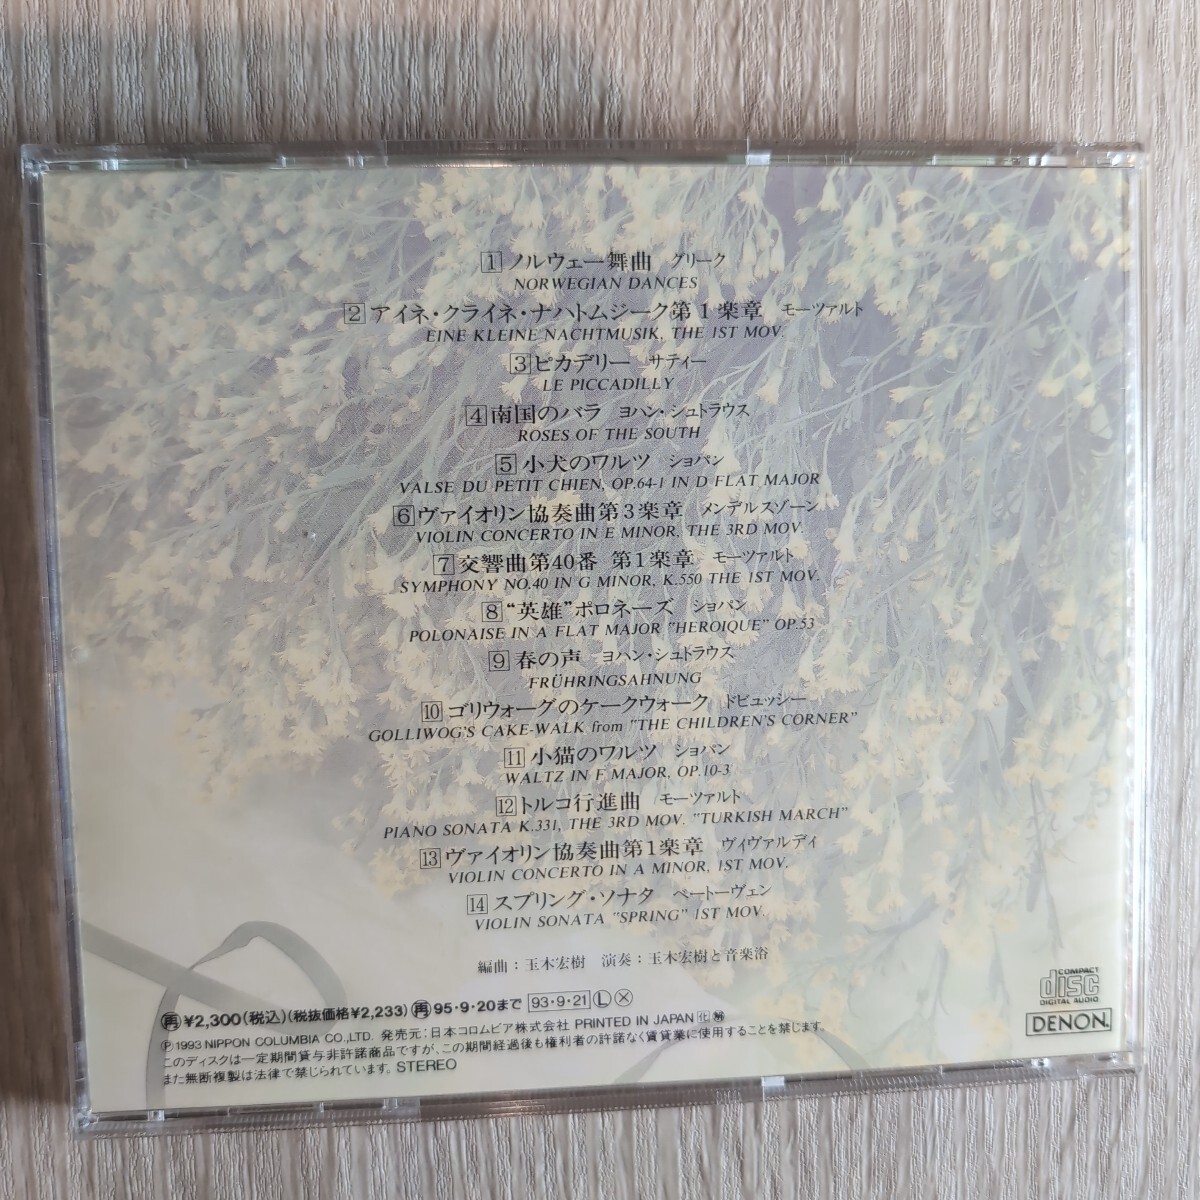 1 ノルウェー舞曲 グリーク
NORWEGIAN DANCES
2 アイネ・クライネ・ナハトムジーク第1楽章 モーツァルト
EINE KLEINE NACHTMUSIK, THE 1ST MOV.
3 ピカデリー サティー
LE PICCADILLY
4 南国のバラ ヨハン・シュトラウス
ROSES OF THE SOUTH
5 小犬のワルツ ショパン
VALSE DU PETIT CHIEN, OP.64-1 IN D FLAT MAJOR
6 ヴァイオリン協奏曲第3楽章 メンデルスゾーン
VIOLIN CONCERTO IN E MINOR, THE 3RD MOV.
7 交響曲第40番 第1楽章 モーツァルト
SYMPHONY NO.40 IN G MINOR, K.550 THE 1ST MOV.
8 “英雄”ポロネーズ ショパン
POLONAISE IN A FLAT MAJOR "HEROIQUE" OP.53
9 春の声 ヨハン・シュトラウス
FRÜHRINGSAHNUNG
10 ゴリウォーグのケークウォーク ドビュッシー
GOLLIWOG'S CAKE-WALK from "THE CHILDREN'S CORNER"
11 小猫のワルツ ショパン
WALTZ IN F MAJOR, OP.10-3
12 トルコ行進曲 モーツァルト
PIANO SONATA K.331, THE 3RD MOV. "TURKISH MARCH"
13 ヴァイオリン協奏曲第1楽章 ヴィヴァルディ
VIOLIN CONCERTO IN A MINOR, 1ST MOV.
14 スプリング・ソナタ ベートーヴェン
VIOLIN SONATA "SPRING" 1ST MOV.
編曲：玉木宏樹 演奏：玉木宏樹と音楽浴
再 ¥2,300(税込)(税抜価格¥2,233) 再 95・9・20まで 93・9・21 Ⓛ ⓧ
Ⓟ1993 NIPPON COLUMBIA CO.,LTD. 発売元：日本コロムビア株式会社 PRINTED IN JAPAN
このディスクは一定期間貸与非許諾商品ですが、この期間経過後も権利者の許諾なく賃貸業に使用することを禁じます。
また無断複製は法律で禁じられています。STEREO
COMPACT
disc
DIGITAL AUDIO
DENON.